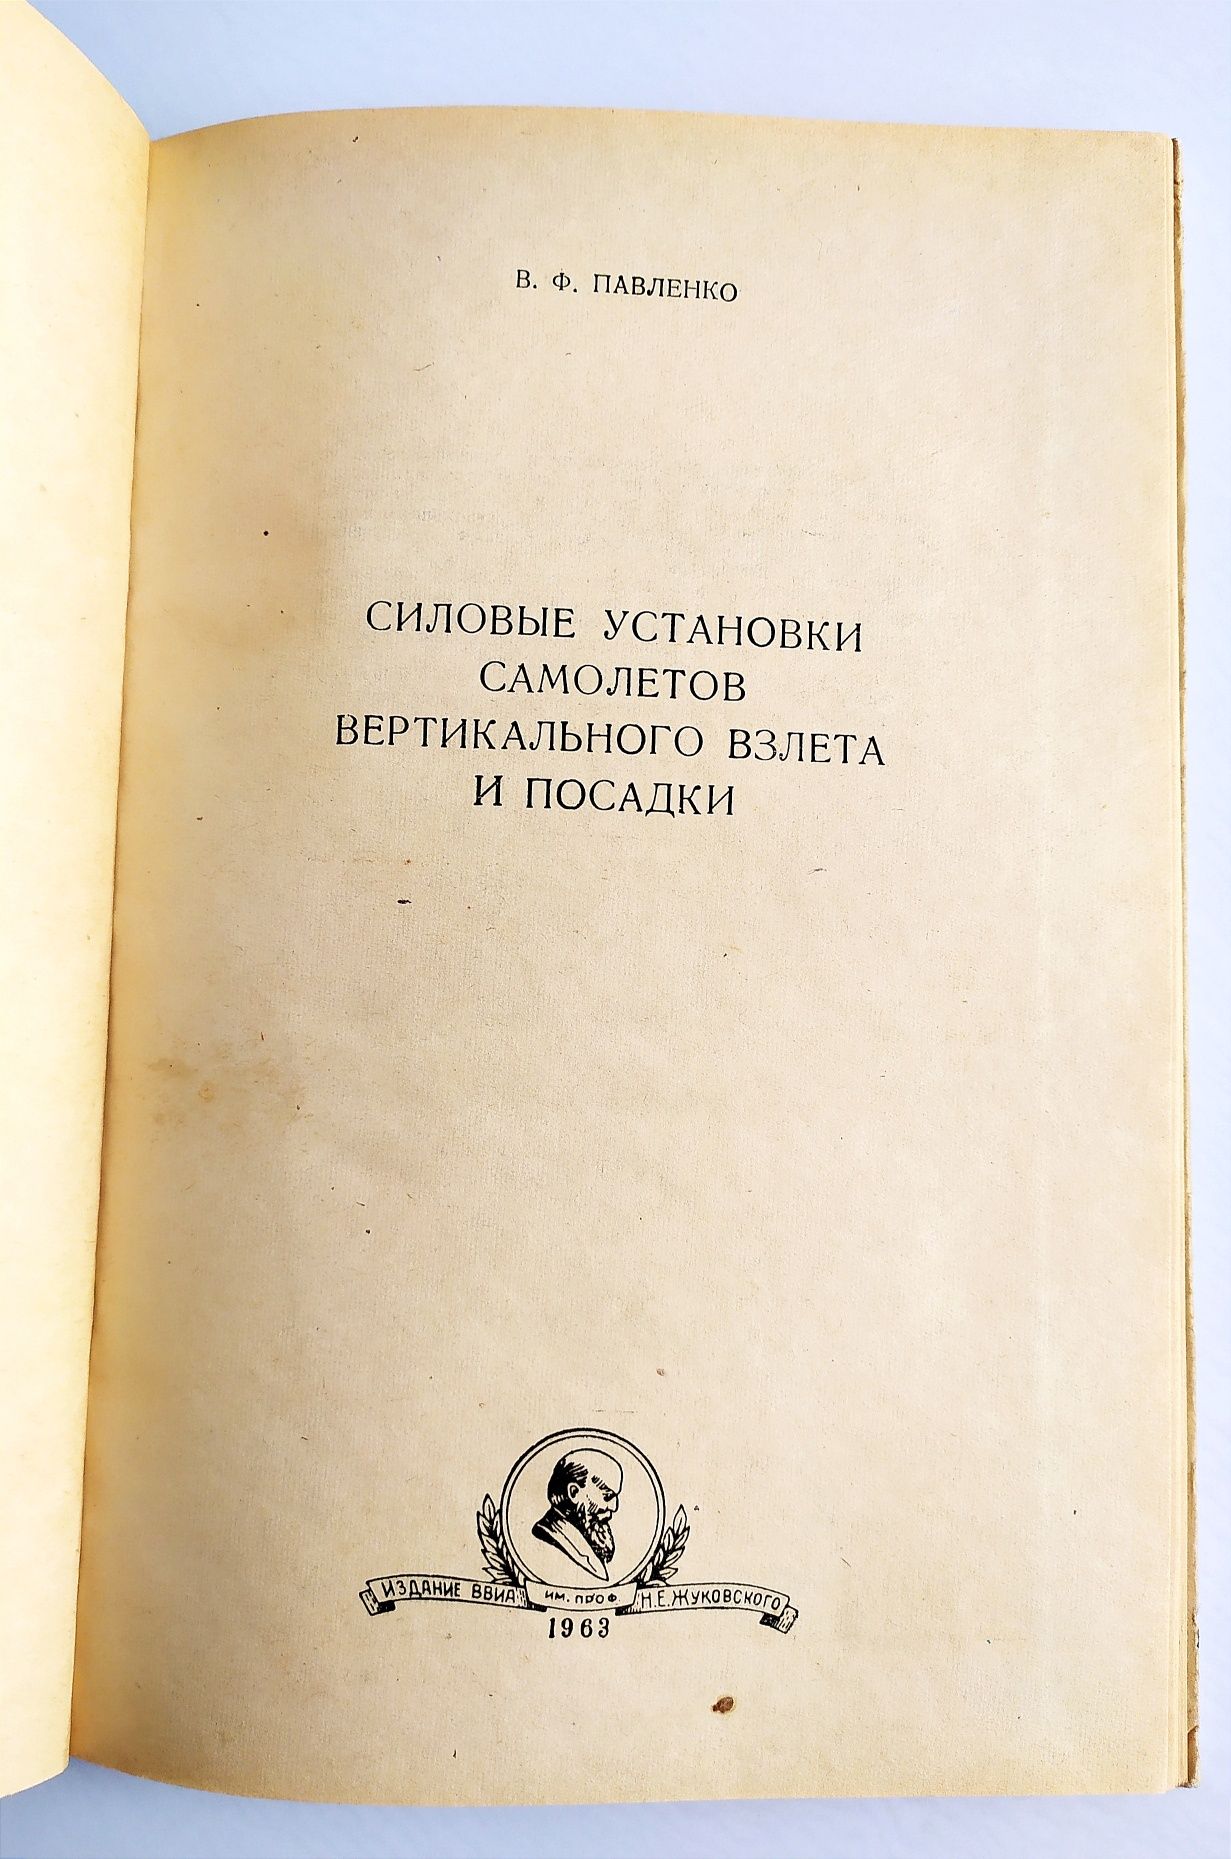 В. Ф. ПАВЛЕНКО
СИЛОВЫЕ УСТАНОВКИ
САМОЛЕТОВ
ВЕРТИКАЛЬНОГО ВЗЛЕТА
И ПОСАДКИ
ИЗДАНИЕ ВВИА ИМ. ПРОФ. Н.Е. ЖУКОВСКОГО
1963